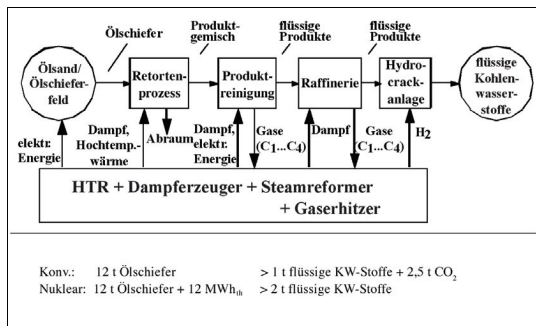 Ölschiefer
Produkt-
gemisch
flüssige
Produkte
flüssige
Produkte
Ölsand/
Ölschiefer-
feld
Retorten-
prozess
Produkt-
reinigung
Raffinerie
Hydro-
crack-
anlage
flüssige
Kohlen-
wasser-
stoffe
elektr.
Energie
Dampf,
Hochtemp.-
wärme
Abraum
Dampf,
elektr.
Energie
Gase
(C1...C4)
Dampf
Gase
(C1...C4)
H2
HTR + Dampferzeuger + Steamreformer
+ Gaserhitzer
Konv.: 12 t Ölschiefer > 1 t flüssige KW-Stoffe + 2,5 t CO2
Nuklear: 12 t Ölschiefer + 12 MWhth > 2 t flüssige KW-Stoffe